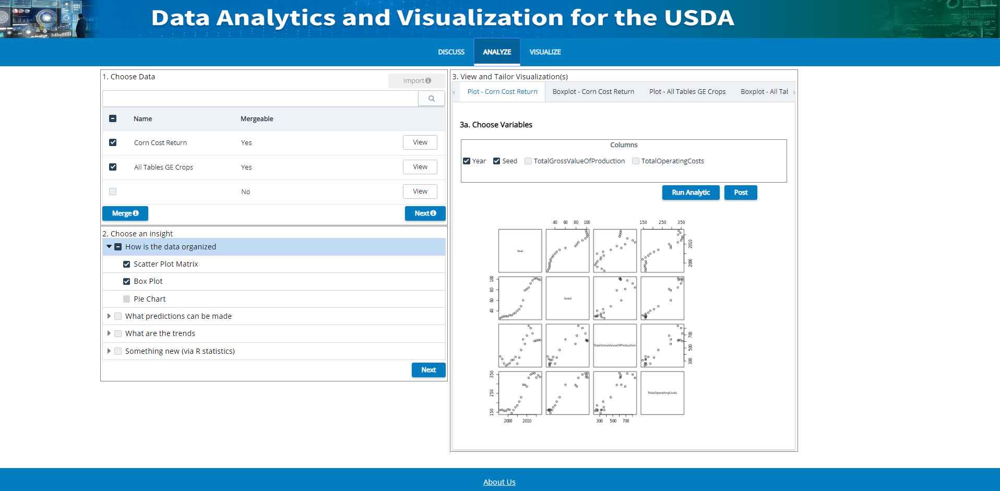 Data Analytics and Visualization for the USDA
DISCUSS ANALYZE VISUALIZE
1. Choose Data
Import
Name Mergeable
Corn Cost Return Yes View
All Tables GE Crops Yes View
No View
Merge Next
2. Choose an insight
How is the data organized
Scatter Plot Matrix
Box Plot
Pie Chart
What predictions can be made
What are the trends
Something new (via R statistics)
Next
3. View and Tailor Visualization(s)
Plot - Corn Cost Return Boxplot - Corn Cost Return Plot - All Tables GE Crops Boxplot - All Tab
3a. Choose Variables
Columns
Year Seed TotalGrossValueOfProduction TotalOperatingCosts
Run Analytic Post
40 60 80 100 150 250 350
Year
2000 2010
40 60 80 100
Seed
TotalGrossValueOfProduction
300 500 700
150 250 350
TotalOperatingCosts
2000 2010 300 500 700
About Us